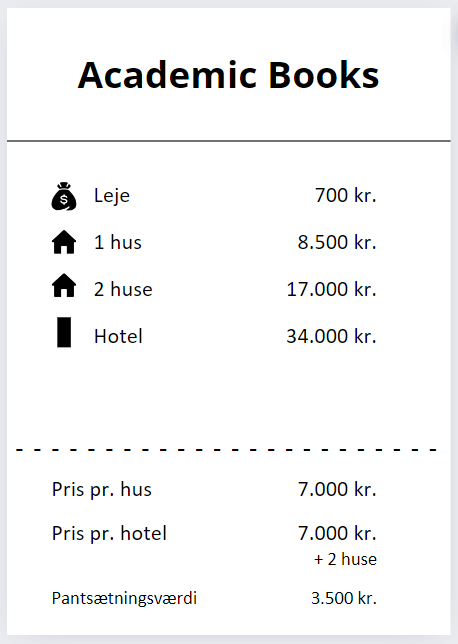 Academic Books
$ Leje 700 kr.
1 hus 8.500 kr.
2 huse 17.000 kr.
Hotel 34.000 kr.
Pris pr. hus 7.000 kr.
Pris pr. hotel 7.000 kr.
+ 2 huse
Pantsætningsværdi 3.500 kr.